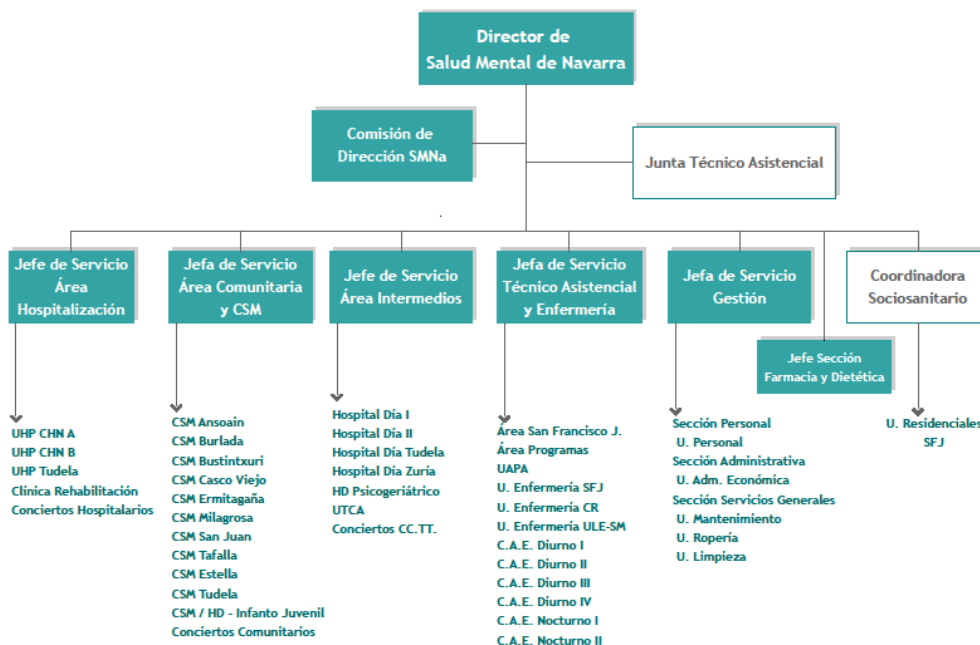 Director de
Salud Mental de Navarra
Comisión de
Dirección SMNa
Junta Técnico Asistencial
Jefe de Servicio
Área
Hospitalización
Jefa de Servicio
Área Comunitaria
y CSM
Jefe de Servicio
Área Intermedios
Jefa de Servicio
Técnico Asistencial
y Enfermería
Jefa de Servicio
Gestión
Coordinadora
Sociosanitario
Jefe Sección
Farmacia y Dietética
UHP CHN A
UHP CHN B
UHP Tudela
Clínica Rehabilitación
Conciertos Hospitalarios
CSM Ansoain
CSM Burlada
CSM Bustintxuri
CSM Casco Viejo
CSM Ermitagaña
CSM Milagrosa
CSM San Juan
CSM Tafalla
CSM Estella
CSM Tudela
CSM / HD - Infanto Juvenil
Conciertos Comunitarios
Hospital Día I
Hospital Día II
Hospital Día Tudela
Hospital Día Zuría
HD Psicogeriátrico
UTCA
Conciertos CC.TT.
Área San Francisco J.
Área Programas
UAPA
U. Enfermería SFJ
U. Enfermería CR
U. Enfermería ULE-SM
C.A.E. Diurno I
C.A.E. Diurno II
C.A.E. Diurno III
C.A.E. Diurno IV
C.A.E. Nocturno I
C.A.E. Nocturno II
Sección Personal
U. Personal
Sección Administrativa
U. Adm. Económica
Sección Servicios Generales
U. Mantenimiento
U. Ropería
U. Limpieza
U. Residenciales
SFJ